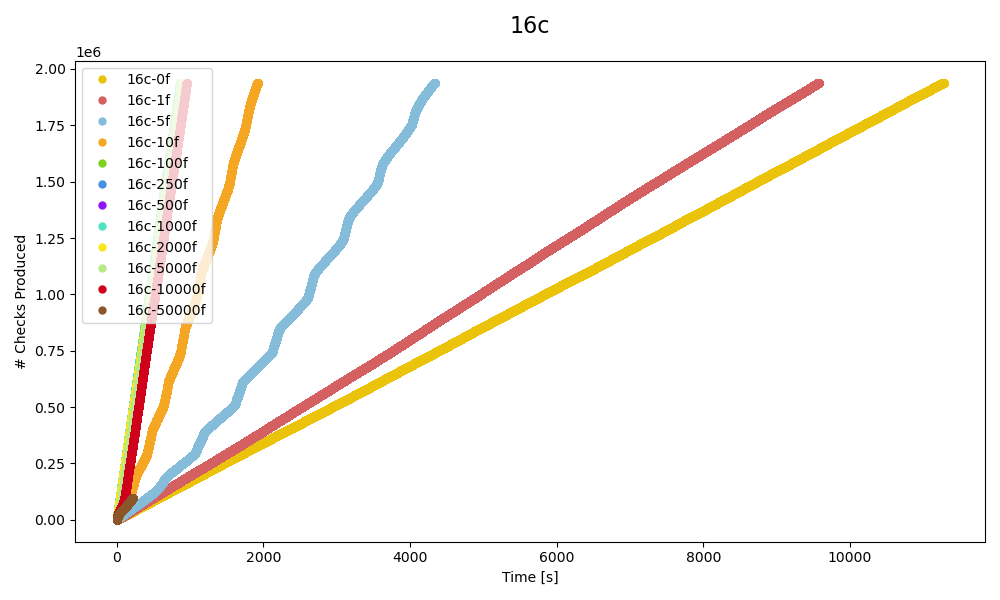 16c
1e6
2.00
1.75
1.50
1.25
1.00
0.75
0.50
0.25
0.00
# Checks Produced
16c-0f
16c-1f
16c-5f
16c-10f
16c-100f
16c-250f
16c-500f
16c-1000f
16c-2000f
16c-5000f
16c-10000f
16c-50000f
0 2000 4000 6000 8000 10000
Time [s]